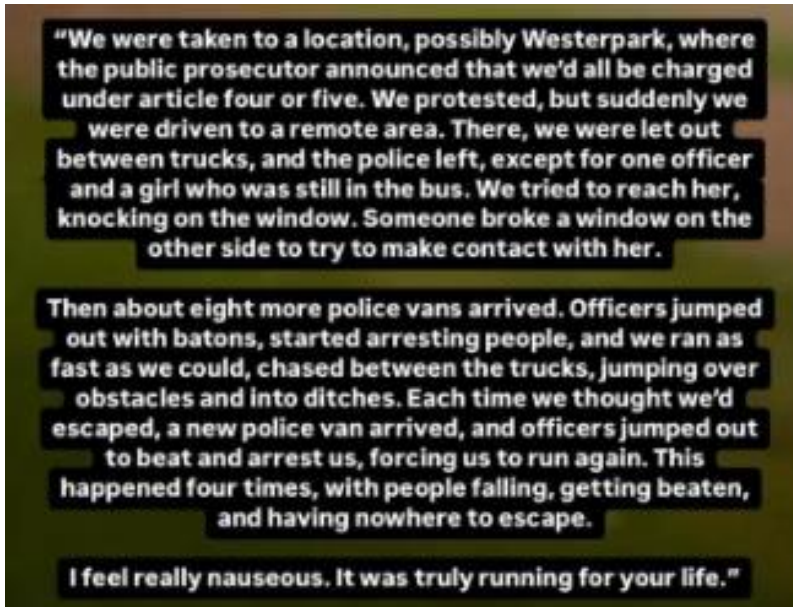 “We were taken to a location, possibly Westerpark, where
the public prosecutor announced that we’d all be charged
under article four or five. We protested, but suddenly we
were driven to a remote area. There, we were let out
between trucks, and the police left, except for one officer
and a girl who was still in the bus. We tried to reach her,
knocking on the window. Someone broke a window on the
other side to try to make contact with her.
Then about eight more police vans arrived. Officers jumped
out with batons, started arresting people, and we ran as
fast as we could, chased between the trucks, jumping over
obstacles and into ditches. Each time we thought we’d
escaped, a new police van arrived, and officers jumped out
to beat and arrest us, forcing us to run again. This
happened four times, with people falling, getting beaten,
and having nowhere to escape.
I feel really nauseous. It was truly running for your life.”